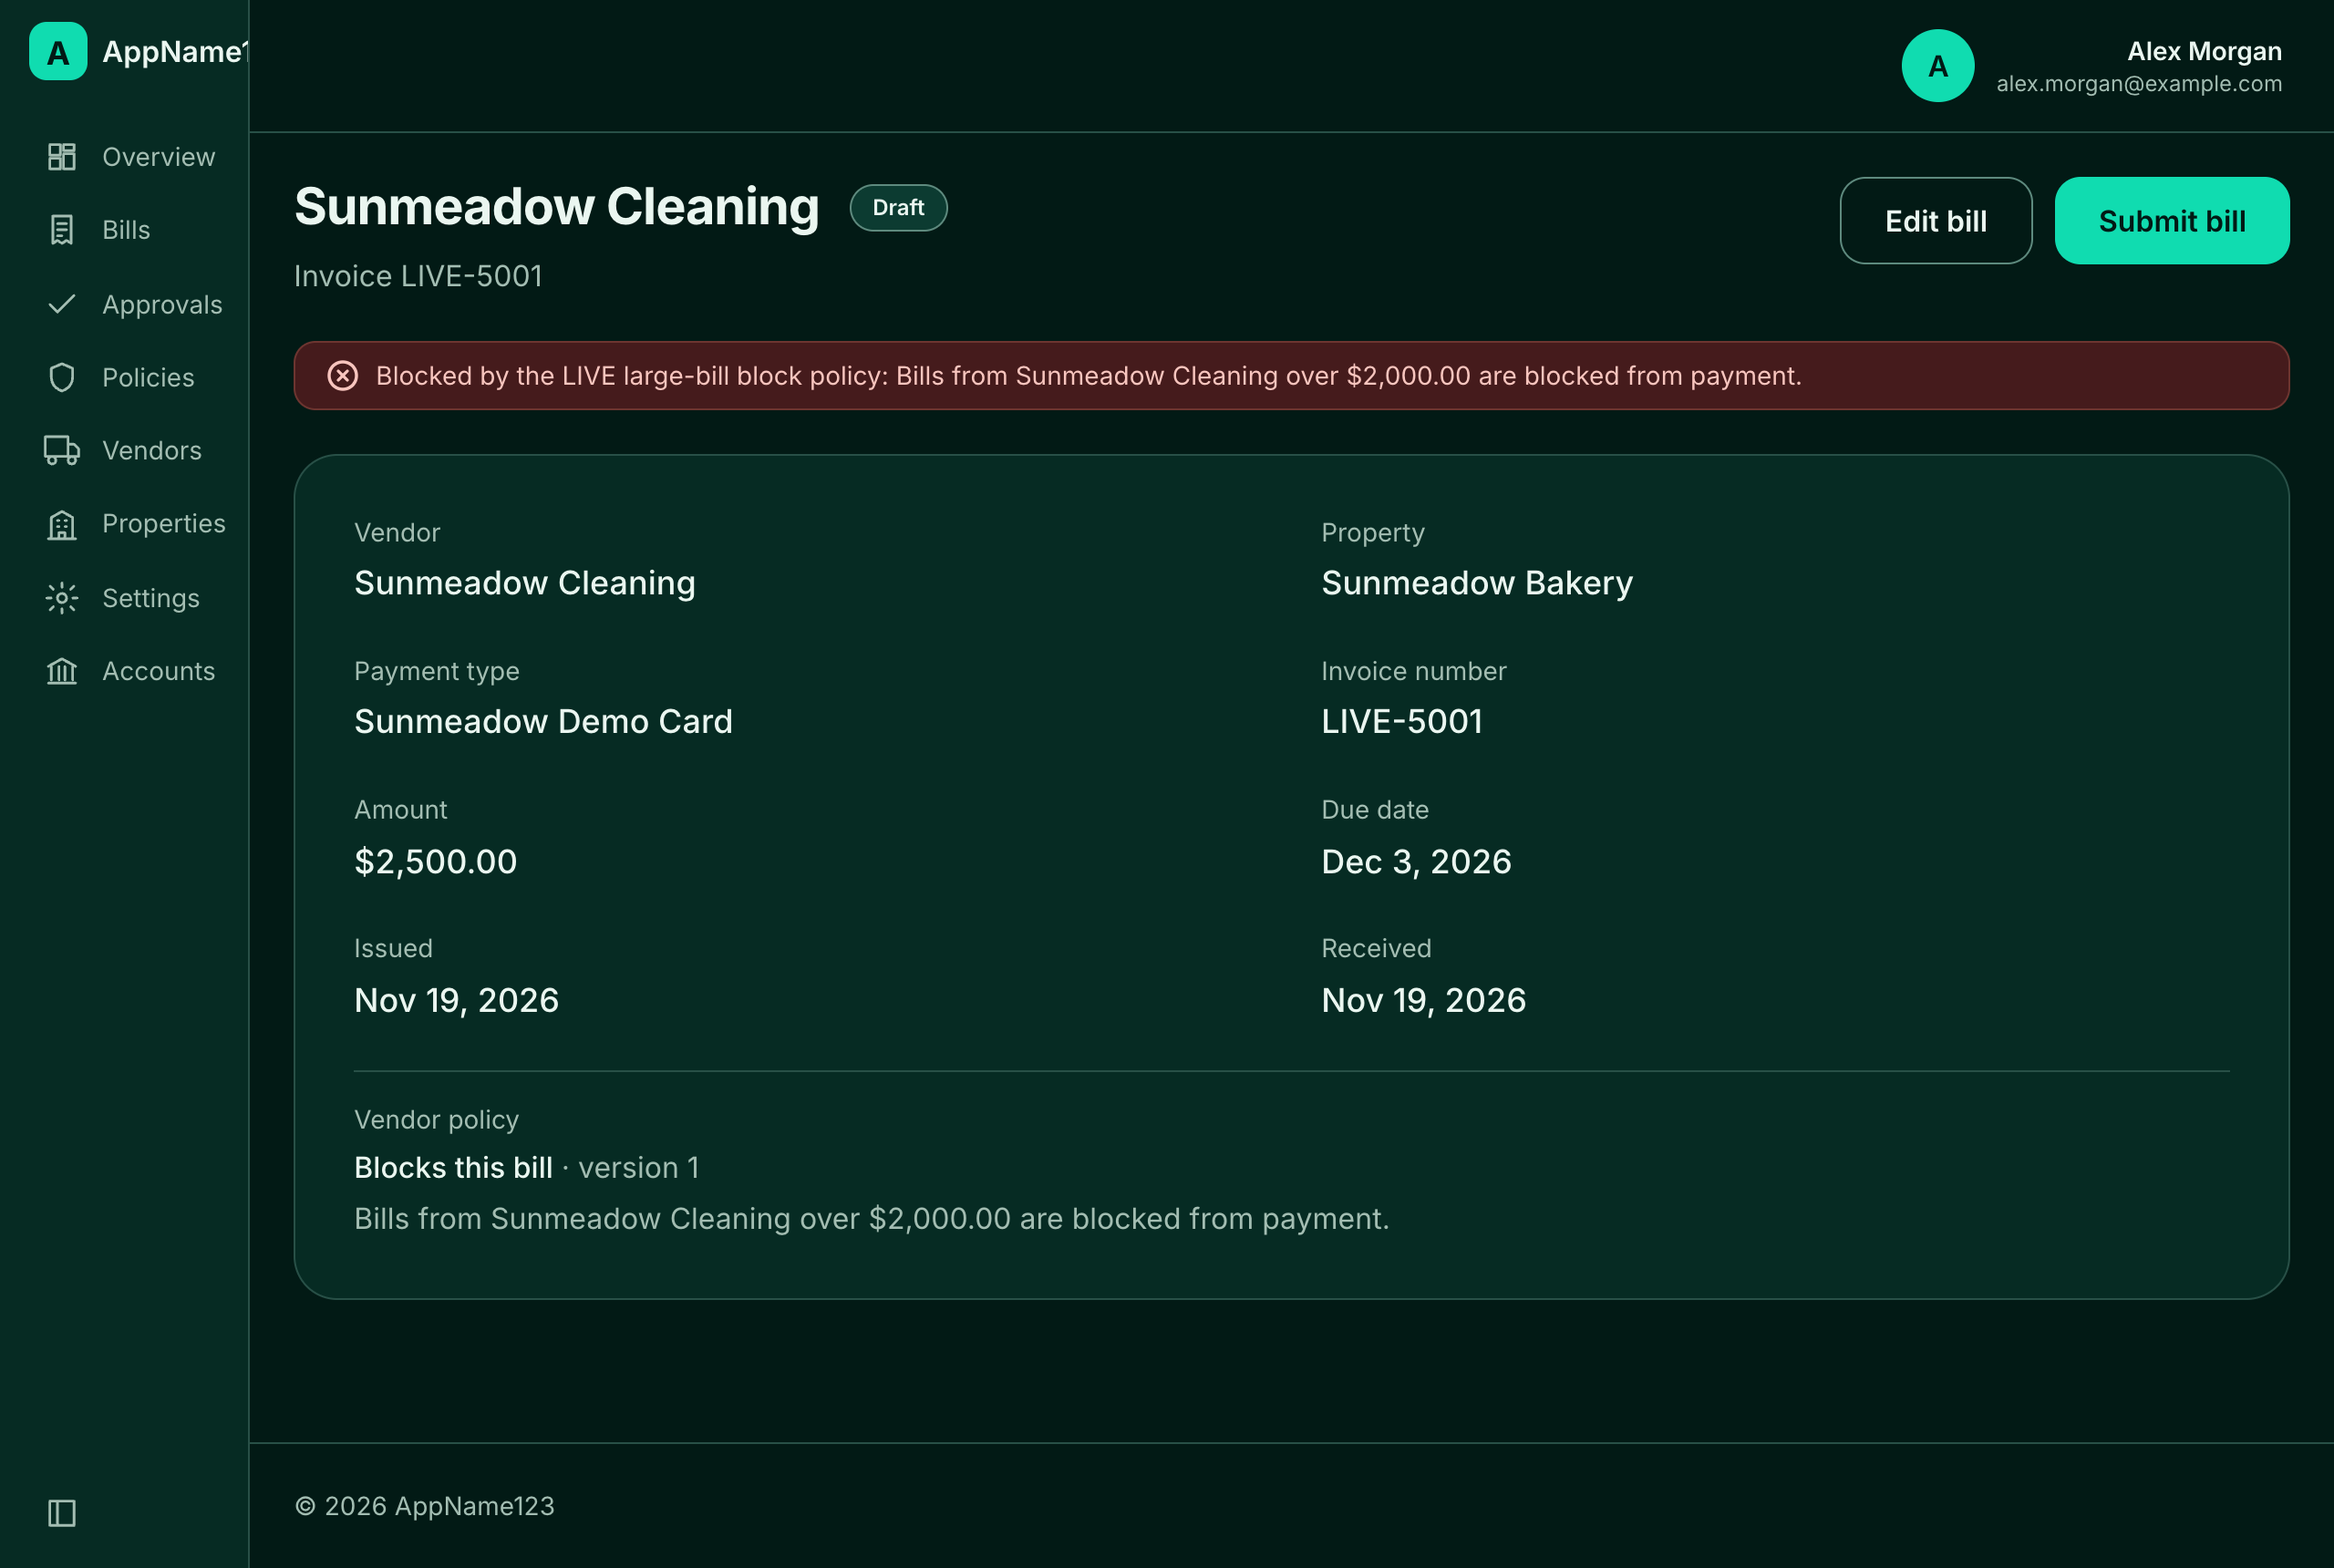 A AppName1
Overview
Bills
Approvals
Policies
Vendors
Properties
Settings
Accounts
A
Alex Morgan
alex.morgan@example.com
Sunmeadow Cleaning
Draft
Invoice LIVE-5001
Edit bill
Submit bill
Blocked by the LIVE large-bill block policy: Bills from Sunmeadow Cleaning over $2,000.00 are blocked from payment.
Vendor
Sunmeadow Cleaning
Property
Sunmeadow Bakery
Payment type
Sunmeadow Demo Card
Invoice number
LIVE-5001
Amount
$2,500.00
Due date
Dec 3, 2026
Issued
Nov 19, 2026
Received
Nov 19, 2026
Vendor policy
Blocks this bill · version 1
Bills from Sunmeadow Cleaning over $2,000.00 are blocked from payment.
© 2026 AppName123